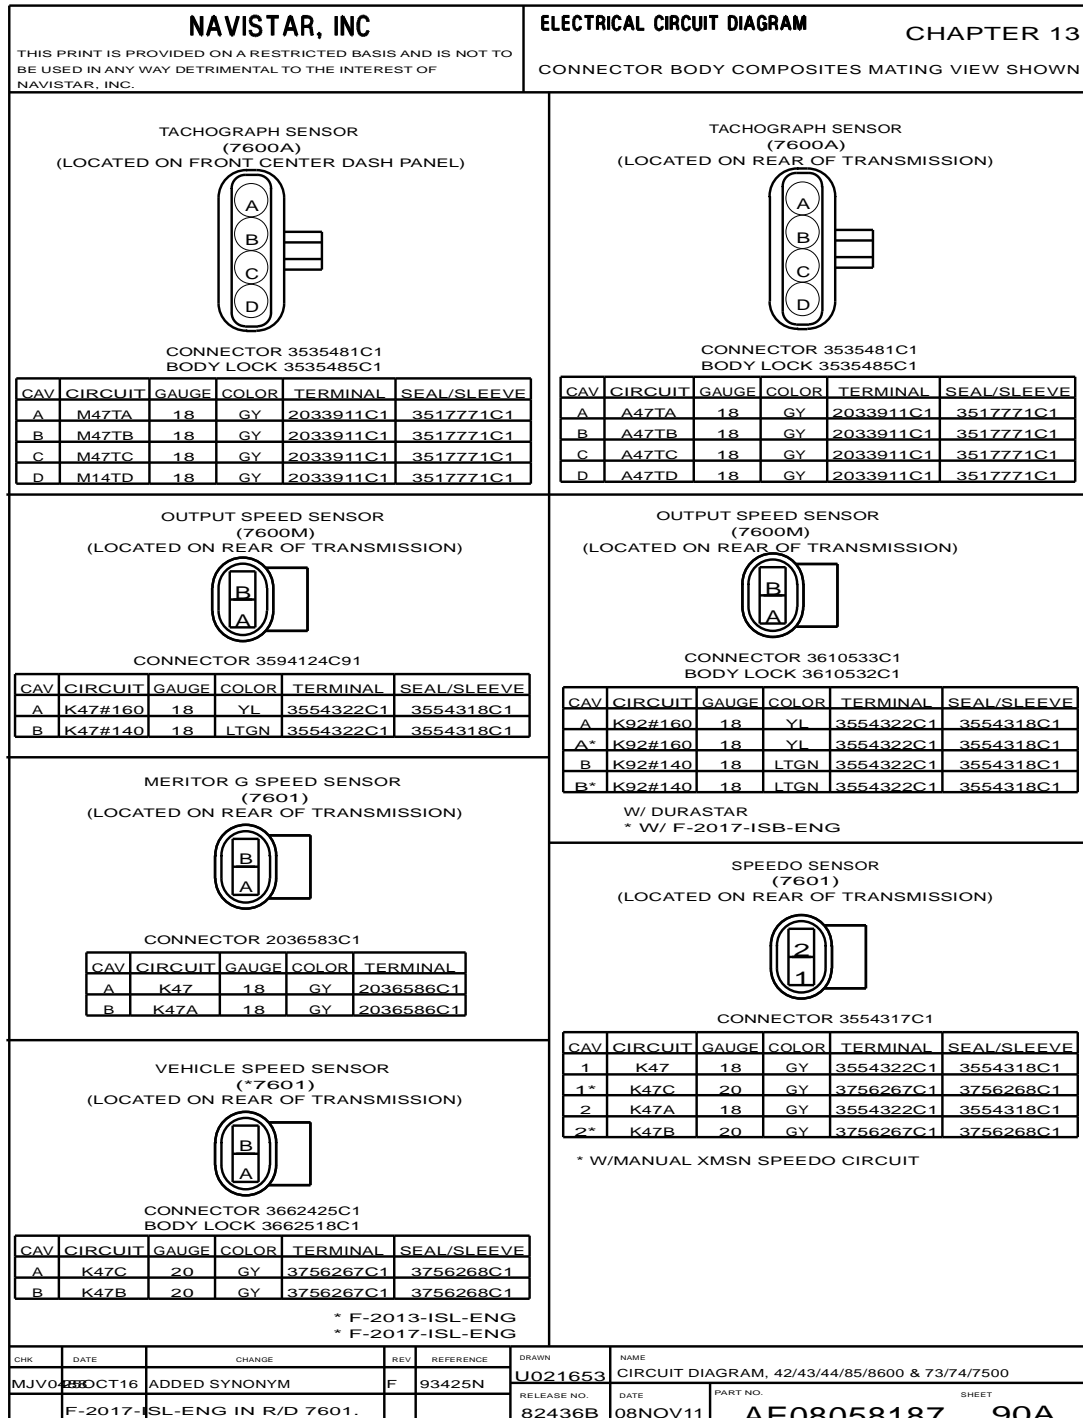 NAVISTAR, INC
THIS PRINT IS PROVIDED ON A RESTRICTED BASIS AND IS NOT TO
BE USED IN ANY WAY DETRIMENTAL TO THE INTEREST OF
NAVISTAR, INC.
ELECTRICAL CIRCUIT DIAGRAM
CHAPTER 13
CONNECTOR BODY COMPOSITES MATING VIEW SHOWN
TACHOGRAPH SENSOR
(7600A)
(LOCATED ON FRONT CENTER DASH PANEL)
A
B
C
D
CONNECTOR 3535481C1
BODY LOCK 3535485C1
CAV CIRCUIT GAUGE COLOR TERMINAL SEAL/SLEEVE
A M47TA 18 GY 2033911C1 3517771C1
B M47TB 18 GY 2033911C1 3517771C1
C M47TC 18 GY 2033911C1 3517771C1
D M14TD 18 GY 2033911C1 3517771C1
OUTPUT SPEED SENSOR
(7600M)
(LOCATED ON REAR OF TRANSMISSION)
B
A
CONNECTOR 3594124C91
CAV CIRCUIT GAUGE COLOR TERMINAL SEAL/SLEEVE
A K47#160 18 YL 3554322C1 3554318C1
B K47#140 18 LTGN 3554322C1 3554318C1
MERITOR G SPEED SENSOR
(7601)
(LOCATED ON REAR OF TRANSMISSION)
B
A
CONNECTOR 2036583C1
CAV CIRCUIT GAUGE COLOR TERMINAL
A K47 18 GY 2036586C1
B K47A 18 GY 2036586C1
VEHICLE SPEED SENSOR
(*7601)
(LOCATED ON REAR OF TRANSMISSION)
B
A
CONNECTOR 3662425C1
BODY LOCK 3662518C1
CAV CIRCUIT GAUGE COLOR TERMINAL SEAL/SLEEVE
A K47C 20 GY 3756267C1 3756268C1
B K47B 20 GY 3756267C1 3756268C1
* F-2013-ISL-ENG
* F-2017-ISL-ENG
TACHOGRAPH SENSOR
(7600A)
(LOCATED ON REAR OF TRANSMISSION)
A
B
C
D
CONNECTOR 3535481C1
BODY LOCK 3535485C1
CAV CIRCUIT GAUGE COLOR TERMINAL SEAL/SLEEVE
A A47TA 18 GY 2033911C1 3517771C1
B A47TB 18 GY 2033911C1 3517771C1
C A47TC 18 GY 2033911C1 3517771C1
D A47TD 18 GY 2033911C1 3517771C1
OUTPUT SPEED SENSOR
(7600M)
(LOCATED ON REAR OF TRANSMISSION)
B
A
CONNECTOR 3610533C1
BODY LOCK 3610532C1
CAV CIRCUIT GAUGE COLOR TERMINAL SEAL/SLEEVE
A K92#160 18 YL 3554322C1 3554318C1
A* K92#160 18 YL 3554322C1 3554318C1
B K92#140 18 LTGN 3554322C1 3554318C1
B* K92#140 18 LTGN 3554322C1 3554318C1
W/ DURASTAR
* W/ F-2017-ISB-ENG
SPEEDO SENSOR
(7601)
(LOCATED ON REAR OF TRANSMISSION)
2
1
CONNECTOR 3554317C1
CAV CIRCUIT GAUGE COLOR TERMINAL SEAL/SLEEVE
1 K47 18 GY 3554322C1 3554318C1
1* K47C 20 GY 3756267C1 3756268C1
2 K47A 18 GY 3554322C1 3554318C1
2* K47B 20 GY 3756267C1 3756268C1
* W/MANUAL XMSN SPEEDO CIRCUIT
CHK DATE CHANGE REV REFERENCE
ADDED SYNONYM F 93425N
F-2017-ISL-ENG IN R/D 7601.
DRAWN
U021653
NAME
CIRCUIT DIAGRAM, 42/43/44/85/8600 & 73/74/7500
RELEASE NO. DATE PART NO. SHEET
82436B 08NOV11 AE08058187 90A